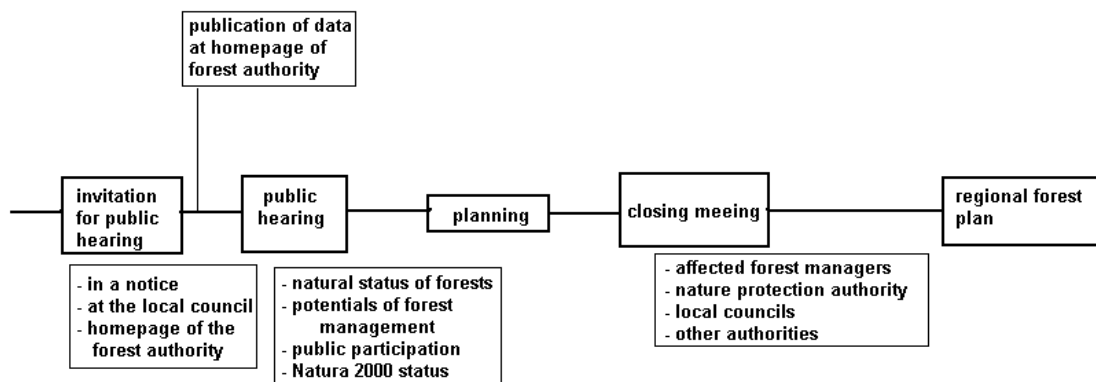 publication of data
at homepage of
forest authority
invitation
for public
hearing
public
hearing
planning
closing meeing
regional forest
plan
- in a notice
- at the local council
- homepage of the
forest authority
- natural status of forests
- potentials of forest
management
- public participation
- Natura 2000 status
- affected forest managers
- nature protection authority
- local councils
- other authorities